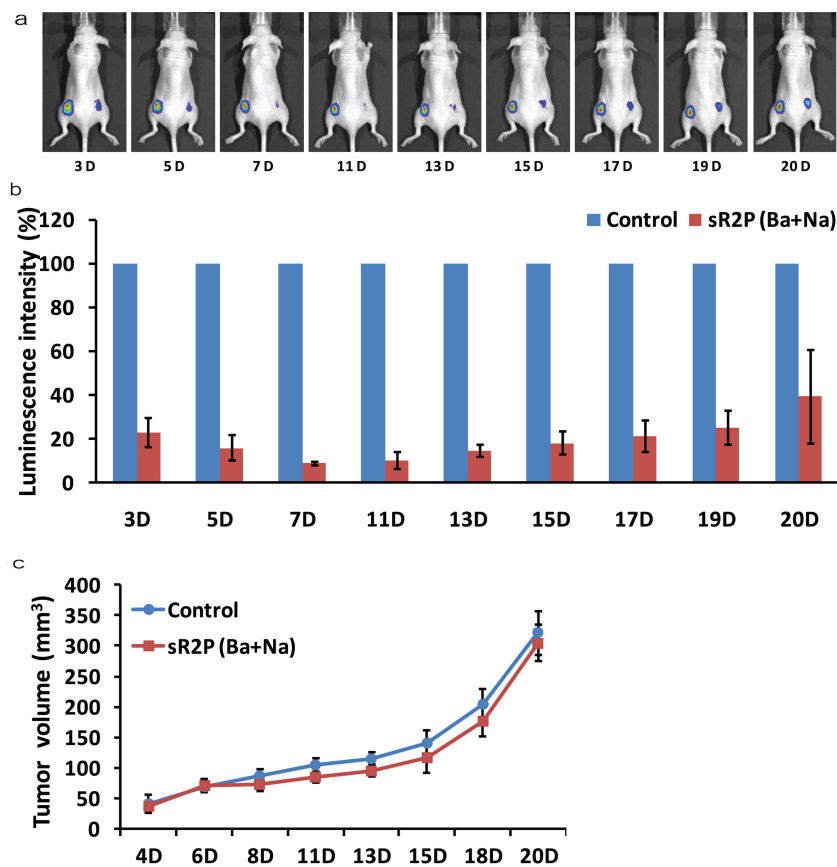 a
3 D 5 D 7 D 11 D 13 D 15 D 17 D 19 D 20 D
b
Luminescence intensity (%)
120
100
80
60
40
20
0
Control sR2P (Ba+Na)
3D 5D 7D 11D 13D 15D 17D 19D 20D
c
Tumor volume (mm³)
400
350
300
250
200
150
100
50
0
Control
sR2P (Ba+Na)
4D 6D 8D 11D 13D 15D 18D 20D